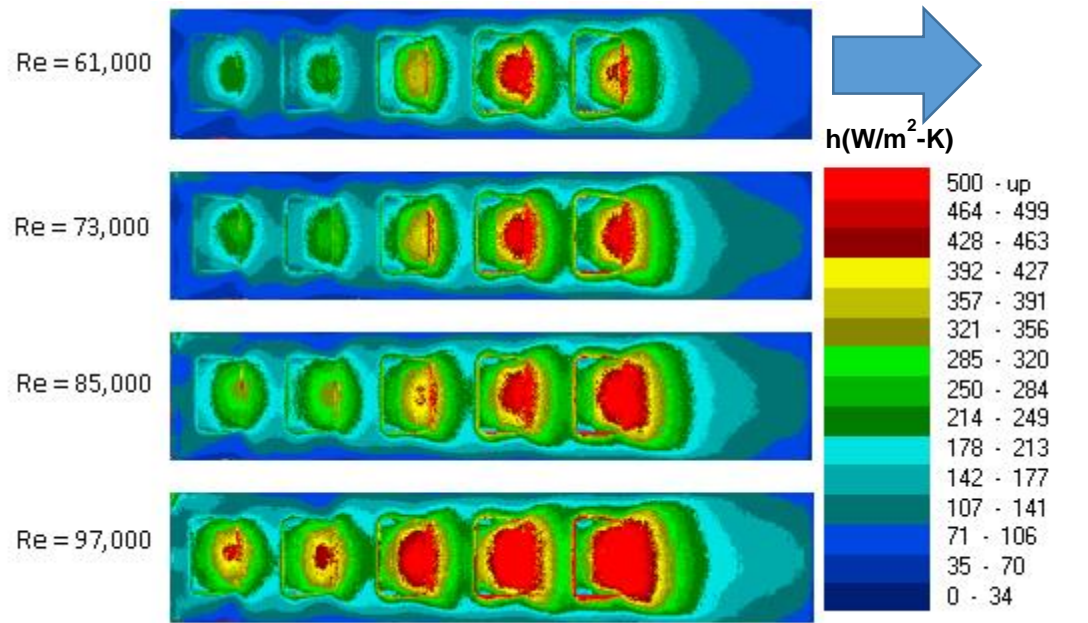 Re = 61,000
Re = 73,000
Re = 85,000
Re = 97,000
h(W/m²-K)
500 - up
464 - 499
428 - 463
392 - 427
357 - 391
321 - 356
285 - 320
250 - 284
214 - 249
178 - 213
142 - 177
107 - 141
71 - 106
35 - 70
0 - 34